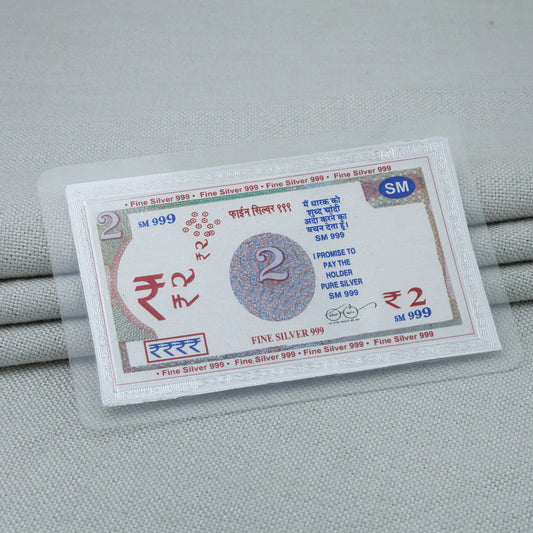 • Fine Silver 999 • Fine Silver 999 • Fine Silver 999 • Fine Silver 999 •
2
SM 999
फाईन सिल्वर ९९९
SM
मैं धारक को
शुध्द चांदी
अदा करने का
वचन देता हूँ।
SM 999
₹ ₹२ ₹२
2
I PROMISE TO
PAY THE
HOLDER
PURE SILVER
SM 999
₹2
SM 999
₹₹₹₹
FINE SILVER 999
• Fine Silver 999 • Fine Silver 999 • Fine Silver 999 • Fine Silver 999 •